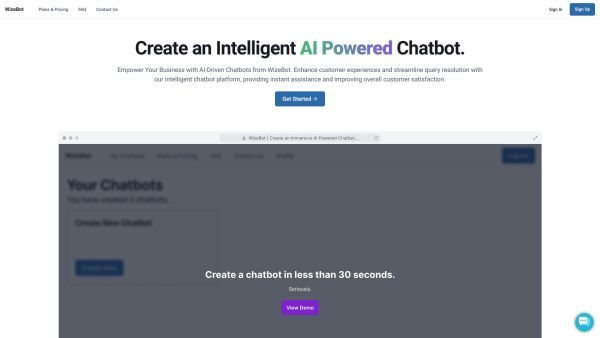 WizeBot
Plans & Pricing
FAQ
Contact Us
Sign In
Sign Up
Create an Intelligent AI Powered Chatbot.
Empower Your Business with AI-Driven Chatbots from WizeBot. Enhance customer experiences and streamline query resolution with
our intelligent chatbot platform, providing instant assistance and improving overall customer satisfaction.
Get Started →
WizeBot | Create an Immersive AI Powered Chatbot...
WizeBot
My Chatbots
Plans & Pricing
FAQ
Contact Us
Profile
Log out
Your Chatbots
You have created 0 chatbots.
Create New Chatbot
Create Now
Create a chatbot in less than 30 seconds.
Seriously.
View Demo